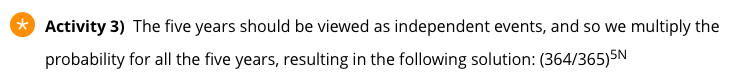 * Activity 3) The five years should be viewed as independent events, and so we multiply the
probability for all the five years, resulting in the following solution: (364/365)^5N